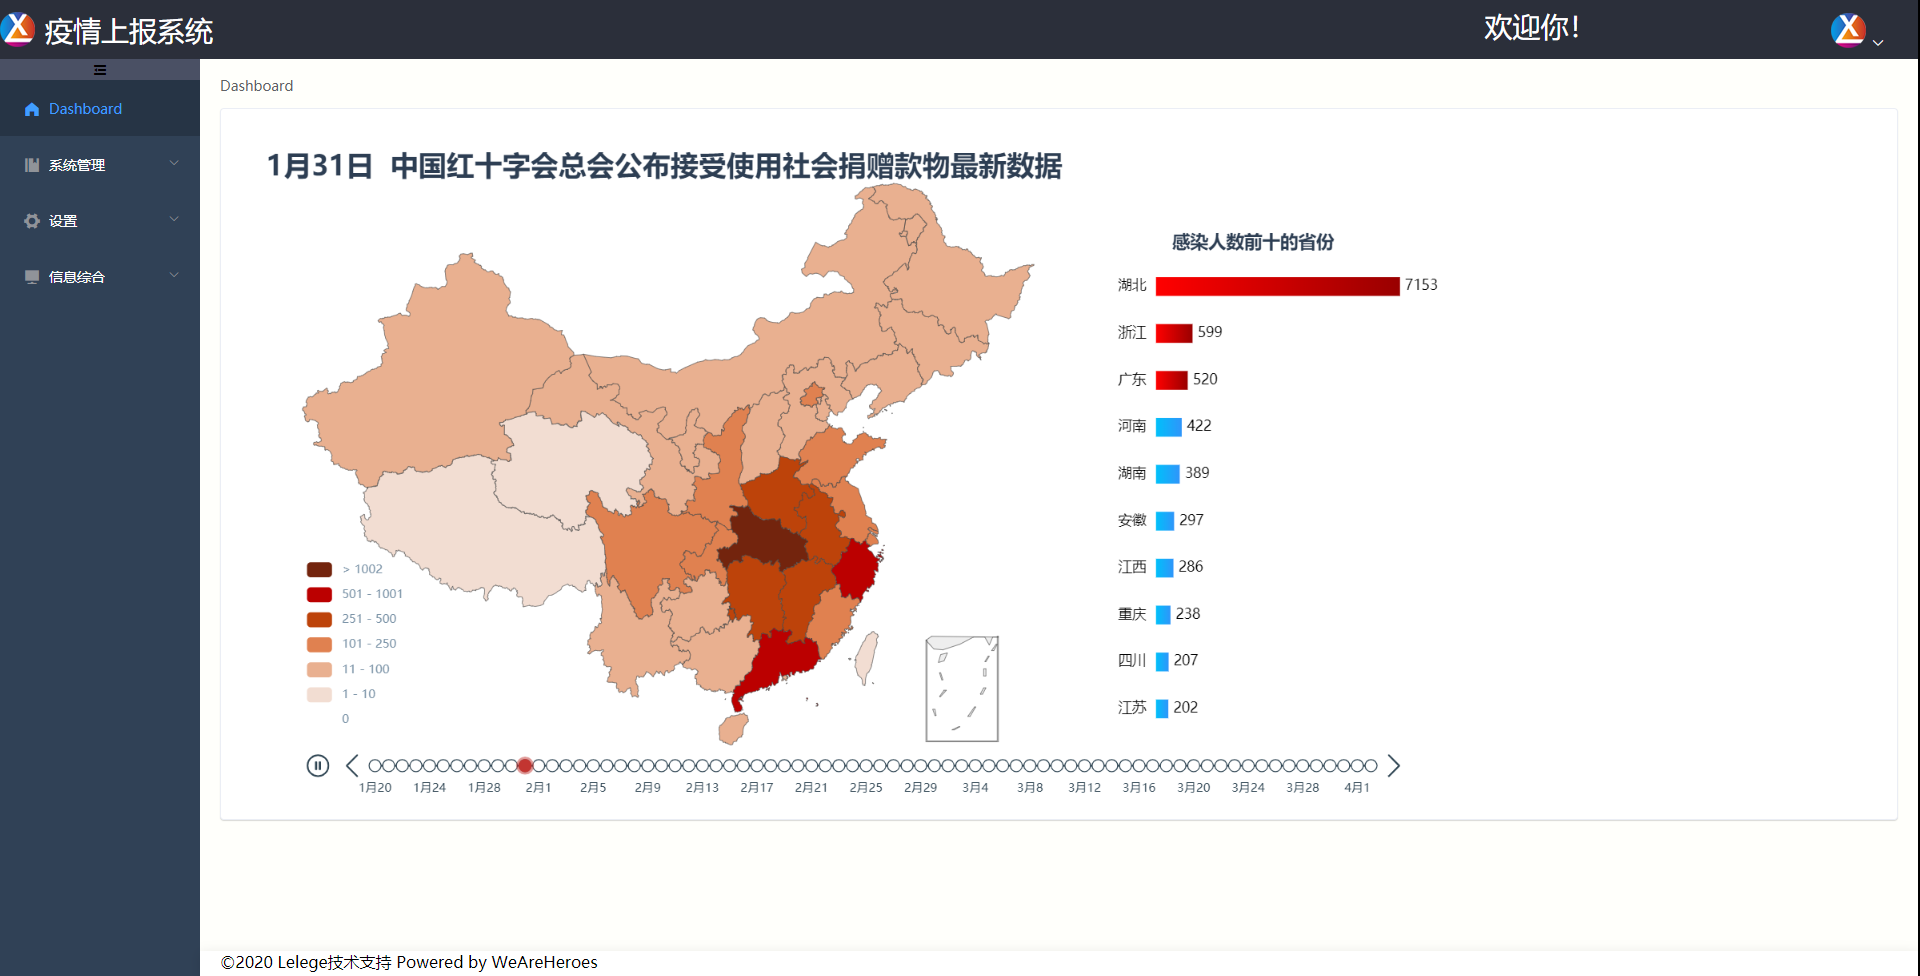 疫情上报系统
欢迎你!
Dashboard
系统管理
设置
信息综合
Dashboard
1月31日 中国红十字会总会公布接受使用社会捐赠款物最新数据
> 1002
501 - 1001
251 - 500
101 - 250
11 - 100
1 - 10
0
感染人数前十的省份
湖北 7153
浙江 599
广东 520
河南 422
湖南 389
安徽 297
江西 286
重庆 238
四川 207
江苏 202
1月20 1月24 1月28 2月1 2月5 2月9 2月13 2月17 2月21 2月25 2月29 3月4 3月8 3月12 3月16 3月20 3月24 3月28 4月1
©2020 Lelege技术支持 Powered by WeAreHeroes